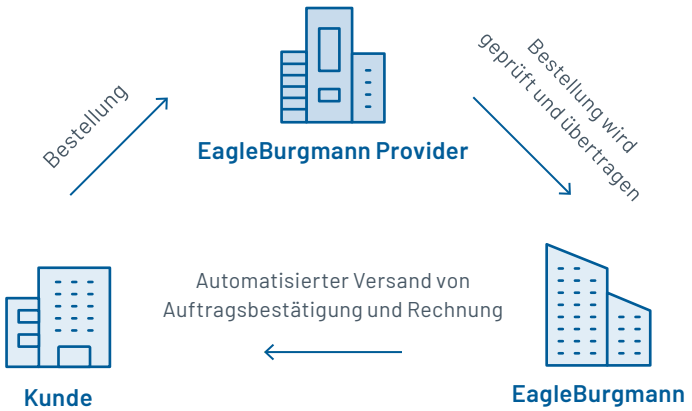 EagleBurgmann Provider
Bestellung
Bestellung wird
geprüft und übertragen
Automatisierter Versand von
Auftragsbestätigung und Rechnung
Kunde
EagleBurgmann